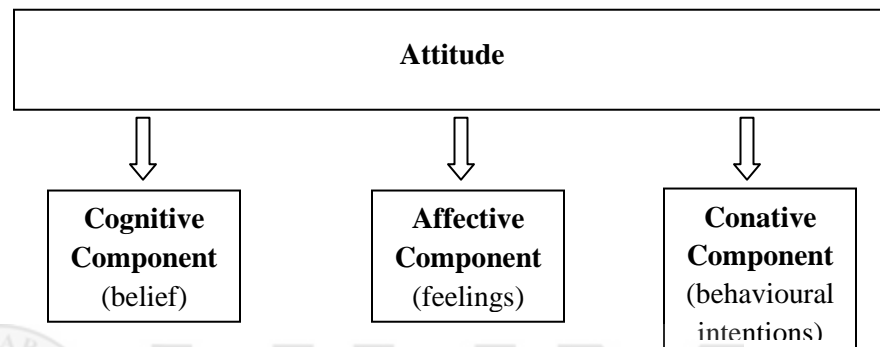 Attitude
Cognitive
Component
(belief)
Affective
Component
(feelings)
Conative
Component
(behavioural
intentions)